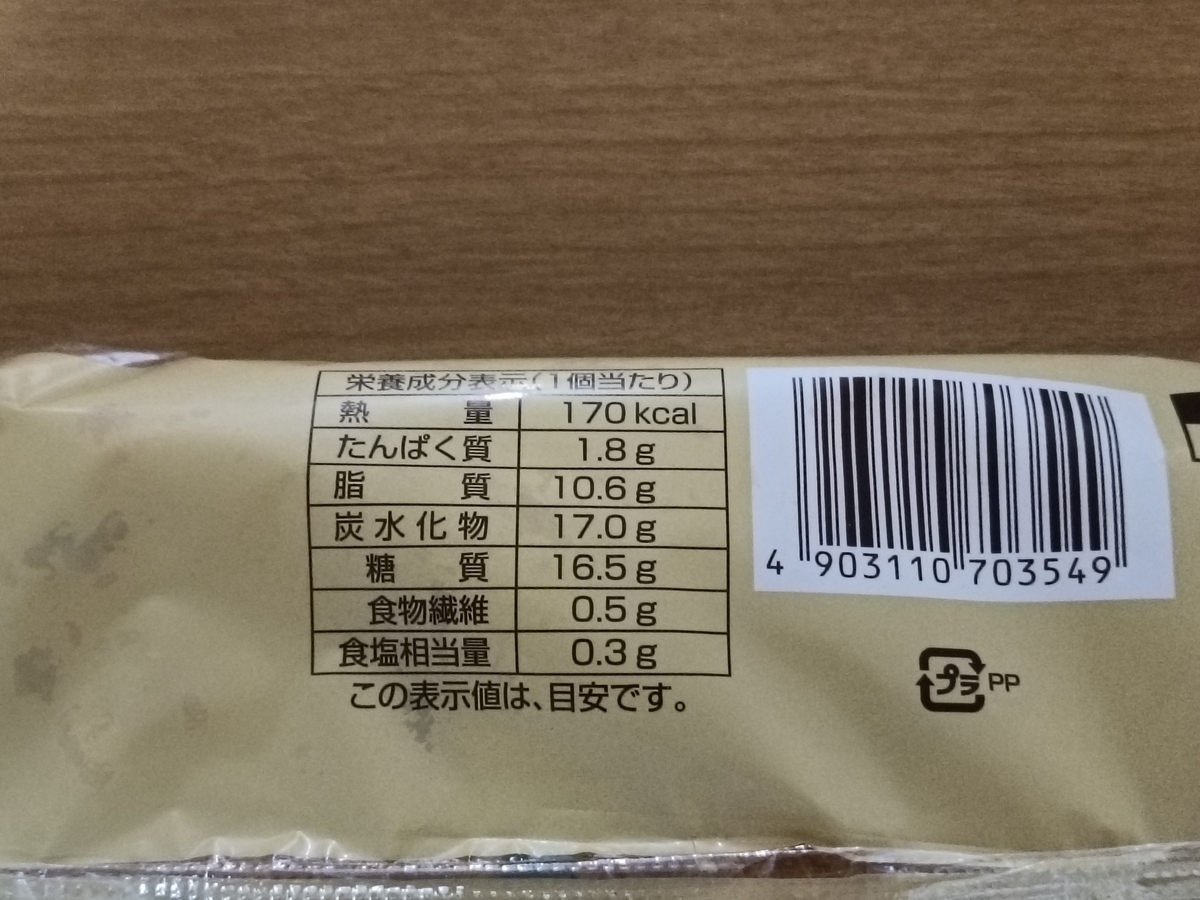 栄養成分表示(1個当たり)
熱量 170kcal
たんぱく質 1.8g
脂質 10.6g
炭水化物 17.0g
糖質 16.5g
食物繊維 0.5g
食塩相当量 0.3g
この表示値は、目安です。
4 903110 703549
プラ PP